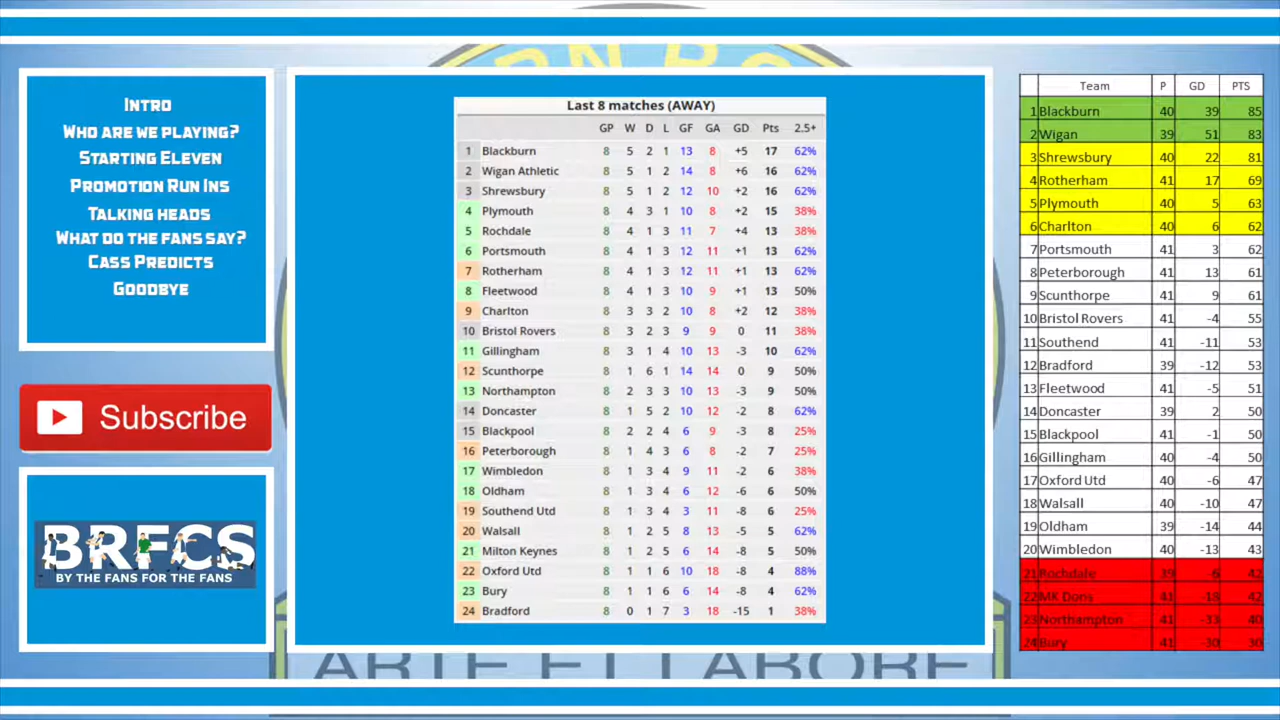 INTRO
WHO ARE WE PLAYING?
STARTING ELEVEN
PROMOTION RUN INS
TALKING HEADS
WHAT DO THE FANS SAY?
CASS PREDICTS
GOODBYE
Subscribe
BRFCS
BY THE FANS FOR THE FANS
Last 8 matches (AWAY)
GP W D L GF GA GD Pts 2.5+
1 Blackburn 8 5 2 1 13 8 +5 17 62%
2 Wigan Athletic 8 5 1 2 14 8 +6 16 62%
3 Shrewsbury 8 5 1 2 12 10 +2 16 62%
4 Plymouth 8 4 3 1 10 8 +2 15 38%
5 Rochdale 8 4 1 3 11 7 +4 13 38%
6 Portsmouth 8 4 1 3 12 11 +1 13 62%
7 Rotherham 8 4 1 3 12 11 +1 13 62%
8 Fleetwood 8 4 1 3 10 9 +1 13 50%
9 Charlton 8 3 3 2 10 8 +2 12 38%
10 Bristol Rovers 8 3 2 3 9 9 0 11 38%
11 Gillingham 8 3 1 4 10 13 -3 10 62%
12 Scunthorpe 8 1 6 1 14 14 0 9 50%
13 Northampton 8 2 3 3 10 13 -3 9 50%
14 Doncaster 8 1 5 2 10 12 -2 8 62%
15 Blackpool 8 2 2 4 6 9 -3 8 25%
16 Peterborough 8 1 4 3 6 8 -2 7 25%
17 Wimbledon 8 1 3 4 9 11 -2 6 38%
18 Oldham 8 1 3 4 6 12 -6 6 50%
19 Southend Utd 8 1 3 4 3 11 -8 6 25%
20 Walsall 8 1 2 5 8 13 -5 5 62%
21 Milton Keynes 8 1 2 5 6 14 -8 5 50%
22 Oxford Utd 8 1 1 6 10 18 -8 4 88%
23 Bury 8 1 1 6 6 14 -8 4 62%
24 Bradford 8 0 1 7 3 18 -15 1 38%
Team P GD PTS
1 Blackburn 40 39 85
2 Wigan 39 51 83
3 Shrewsbury 40 22 81
4 Rotherham 41 17 69
5 Plymouth 40 5 63
6 Charlton 40 6 62
7 Portsmouth 41 3 62
8 Peterborough 41 13 61
9 Scunthorpe 41 9 61
10 Bristol Rovers 41 -4 55
11 Southend 41 -11 53
12 Bradford 39 -12 53
13 Fleetwood 41 -5 51
14 Doncaster 39 2 50
15 Blackpool 41 -1 50
16 Gillingham 40 -4 50
17 Oxford Utd 40 -6 47
18 Walsall 40 -10 47
19 Oldham 39 -14 44
20 Wimbledon 40 -13 43
21 Rochdale 39 -6 42
22 MK Dons 41 -18 42
23 Northampton 41 -33 40
24 Bury 41 -30 30
ARTE ET LABORE